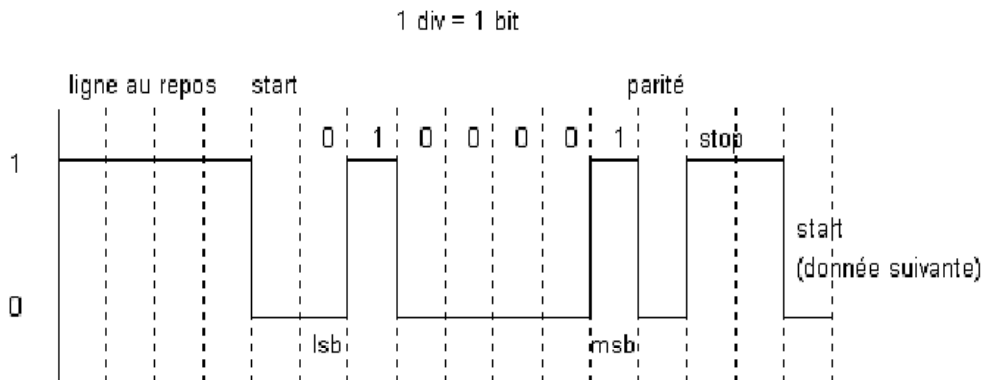 1 div = 1 bit
ligne au repos start parité
0 1 0 0 0 0 1 stop
1
start
(donnée suivante)
0
lsb msb